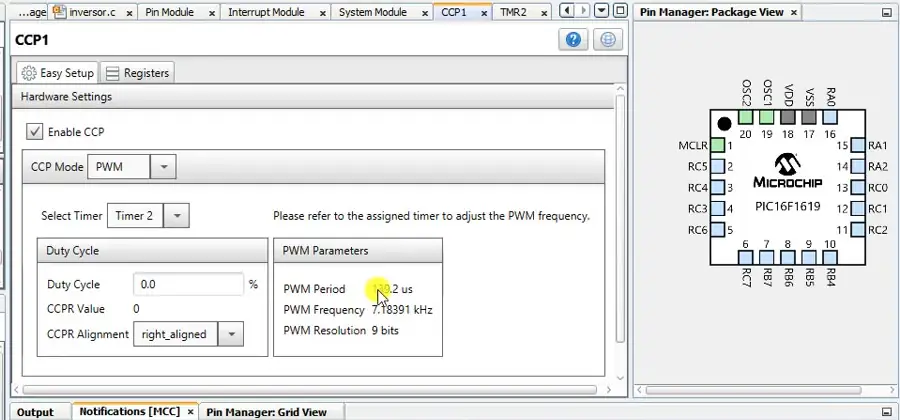 ...age inversor.c Pin Module Interrupt Module System Module CCP1 TMR2
CCP1
Easy Setup Registers
Hardware Settings
Enable CCP
CCP Mode PWM
Select Timer Timer 2 Please refer to the assigned timer to adjust the PWM frequency.
Duty Cycle
Duty Cycle 0.0 %
CCPR Value 0
CCPR Alignment right_aligned
PWM Parameters
PWM Period 139.2 us
PWM Frequency 7.18391 kHz
PWM Resolution 9 bits
Output Notifications [MCC] Pin Manager: Grid View
Pin Manager: Package View
OSC2 OSC1 VDD VSS RA0
20 19 18 17 16
MCLR 1 15 RA1
RC5 2 14 RA2
RC4 3 13 RC0
RC3 4 12 RC1
RC6 5 11 RC2
MICROCHIP
PIC16F1619
6 7 8 9 10
RC7 RB7 RB6 RB5 RB4